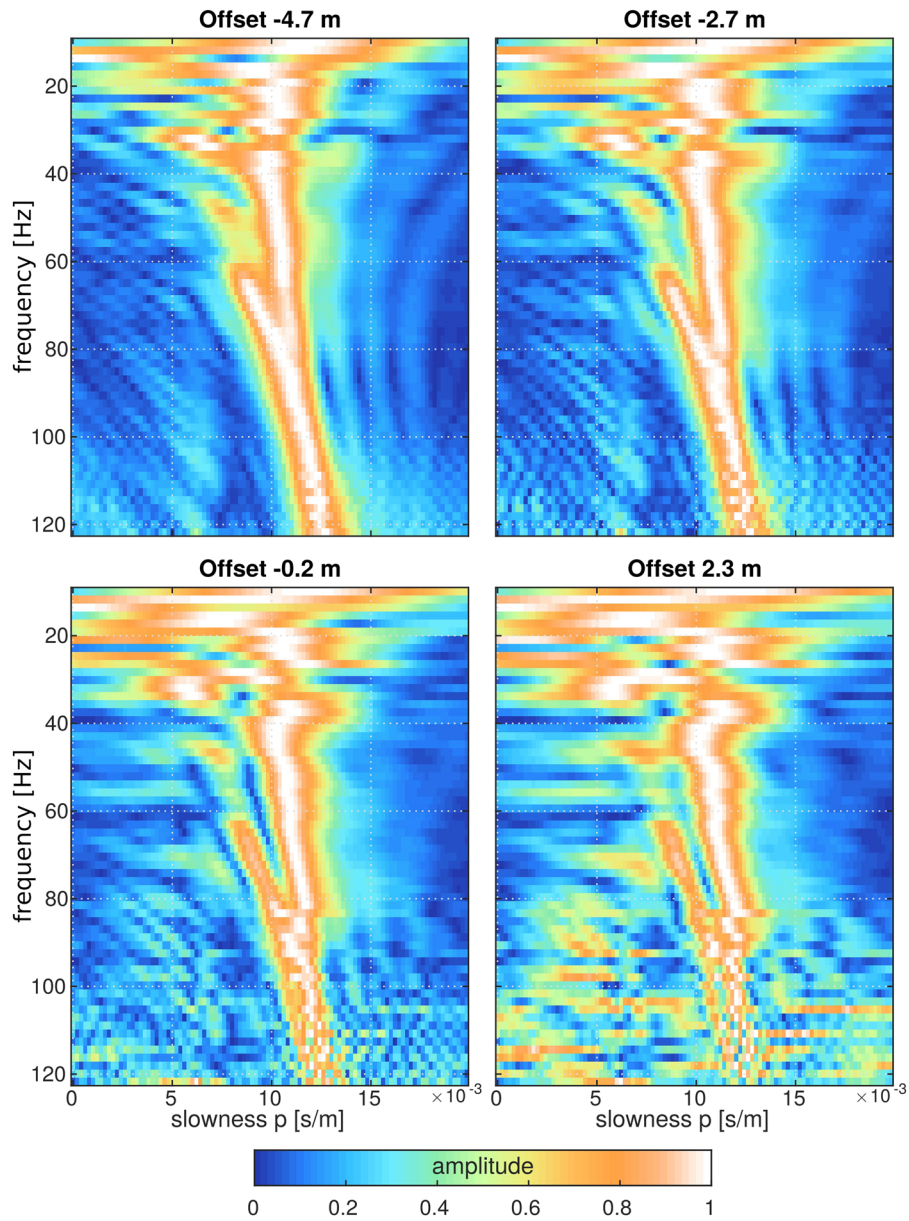 Offset -4.7 m
Offset -2.7 m
20
40
60
80
100
120
frequency [Hz]
Offset -0.2 m
Offset 2.3 m
20
40
60
80
100
120
frequency [Hz]
0 5 10 15 ×10⁻³
0 5 10 15 ×10⁻³
slowness p [s/m]
slowness p [s/m]
amplitude
0 0.2 0.4 0.6 0.8 1